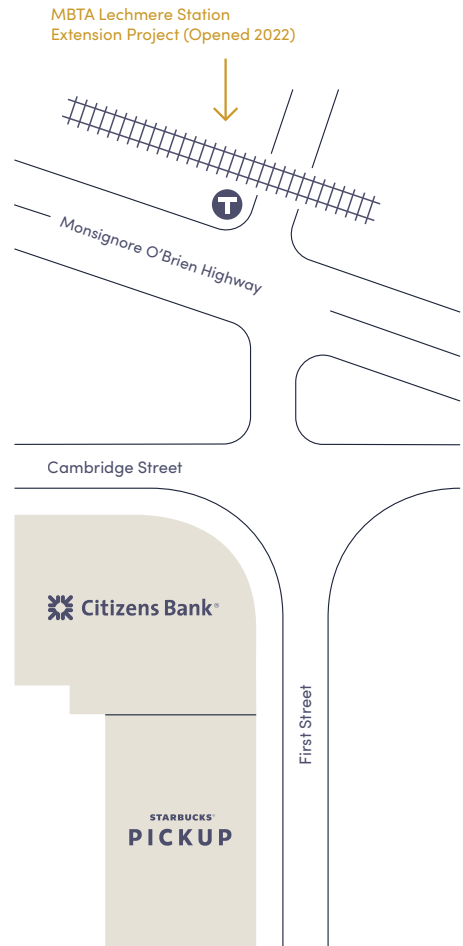 MBTA Lechmere Station
Extension Project (Opened 2022)
T
Monsignore O’Brien Highway
Cambridge Street
Citizens Bank®
First Street
STARBUCKS®
PICKUP